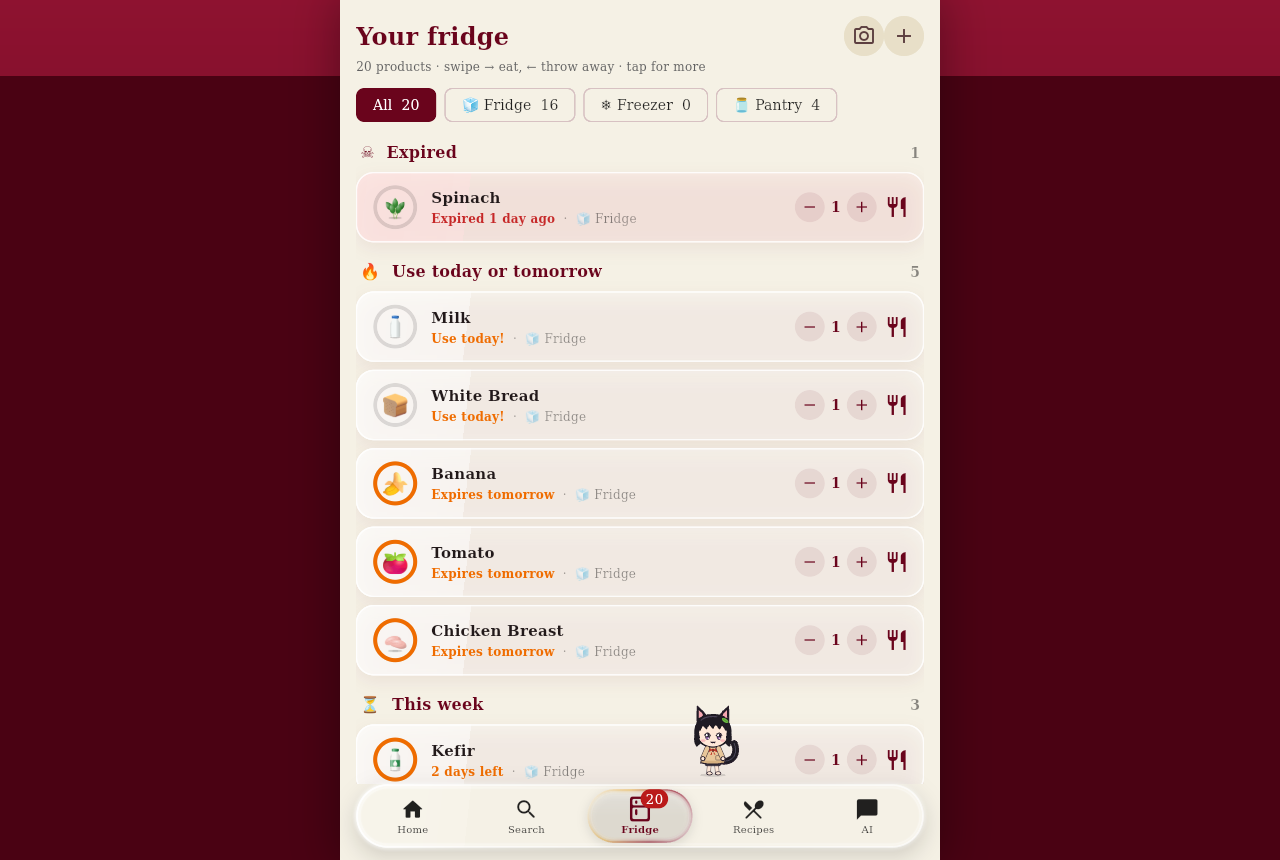 Your fridge
20 products · swipe → eat, ← throw away · tap for more
All 20
Fridge 16
Freezer 0
Pantry 4
Expired 1
Spinach
Expired 1 day ago · Fridge
1
Use today or tomorrow 5
Milk
Use today! · Fridge
1
White Bread
Use today! · Fridge
1
Banana
Expires tomorrow · Fridge
1
Tomato
Expires tomorrow · Fridge
1
Chicken Breast
Expires tomorrow · Fridge
1
This week 3
Kefir
2 days left · Fridge
1
20
Home
Search
Fridge
Recipes
AI